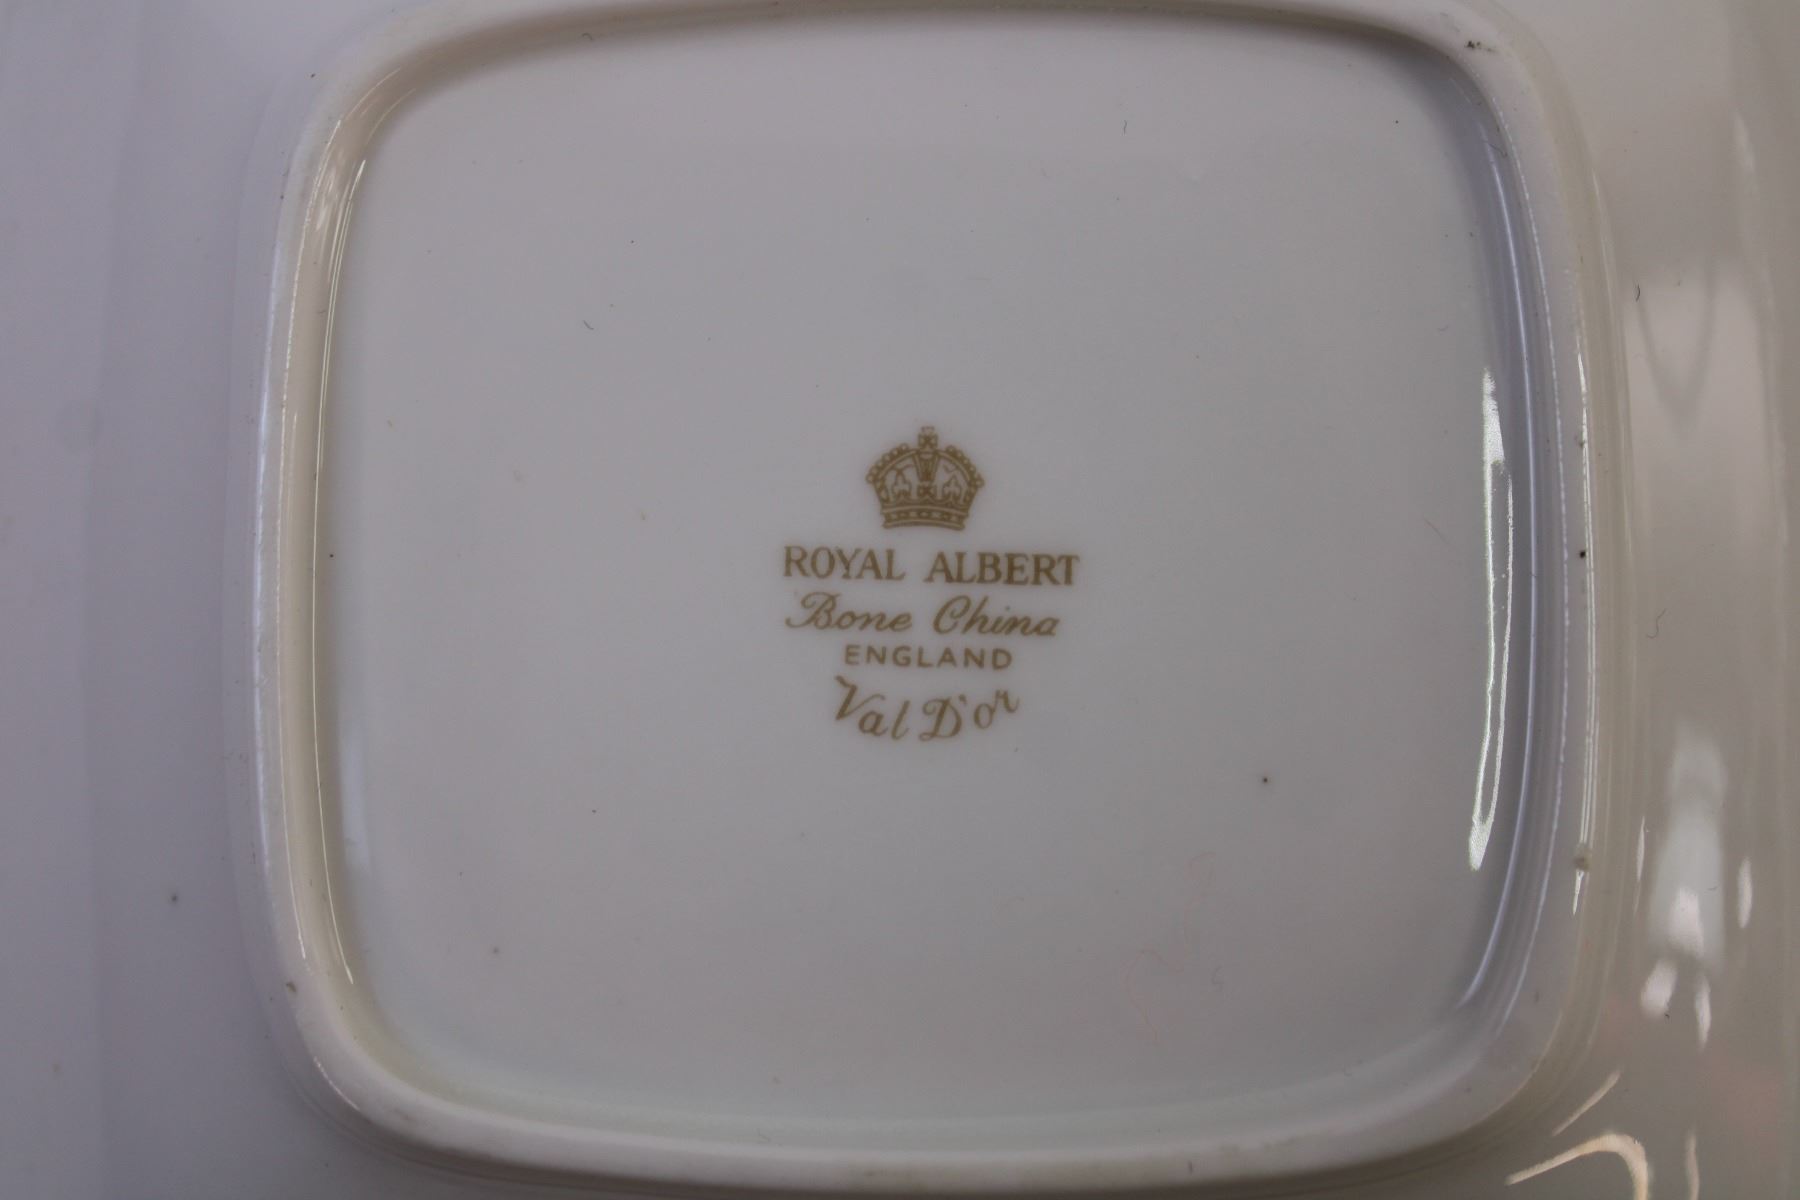 ROYAL ALBERT
Bone China
ENGLAND
Val D'or